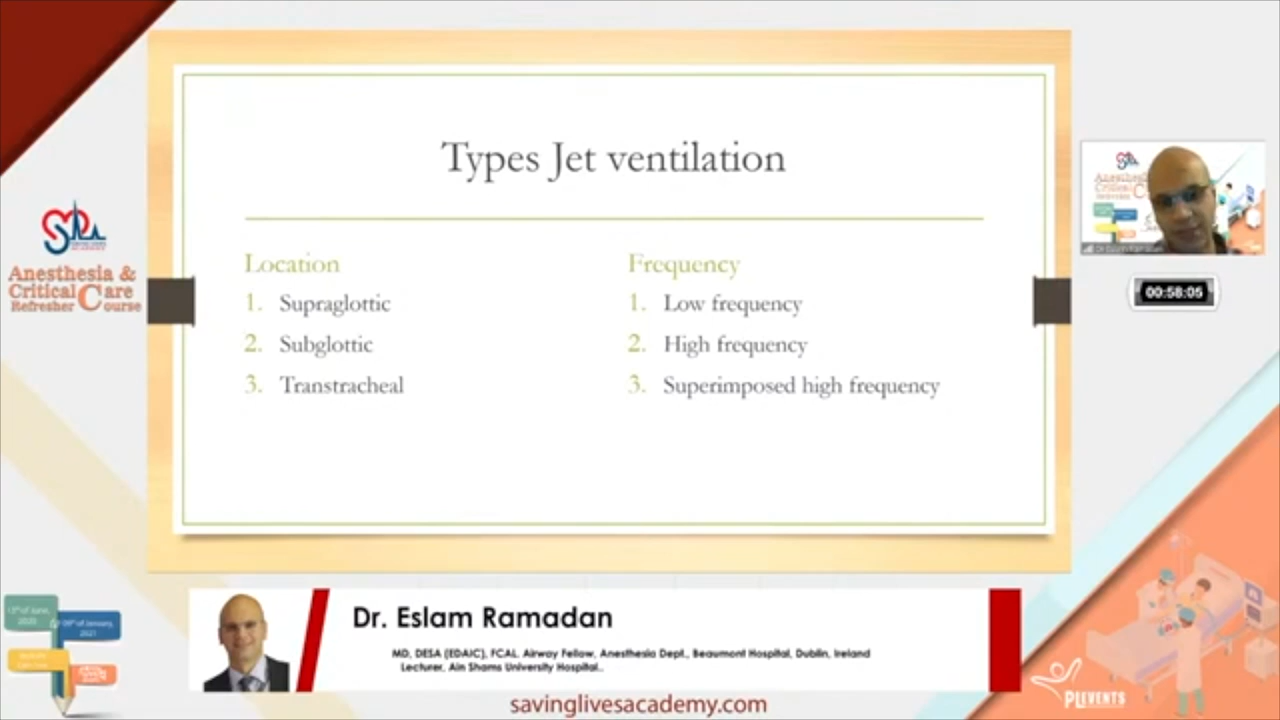 Types Jet ventilation
Location
1. Supraglottic
2. Subglottic
3. Transtracheal
Frequency
1. Low frequency
2. High frequency
3. Superimposed high frequency
Anesthesia &
Critical Care
Refresher Course
00:58:05
Dr. Eslam Ramadan
MD, DESA (EDAIC), FCAI. Airway Fellow, Anesthesia Dept., Beaumont Hospital, Dublin, Ireland
Lecturer, Ain Shams University Hospital..
savinglivesacademy.com
PLEVENTS